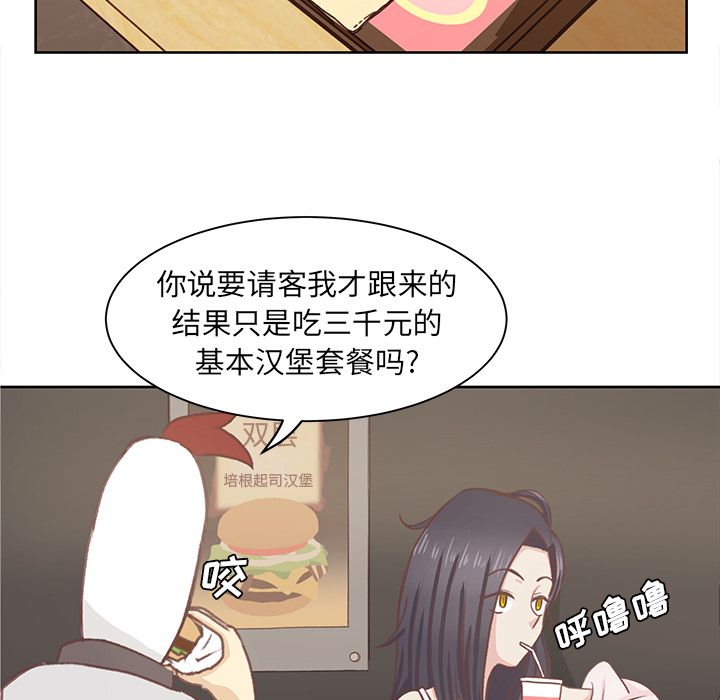 你说要请客我才跟来的
结果只是吃三千元的
基本汉堡套餐吗?
双层
培根起司汉堡
咬
呼噜噜